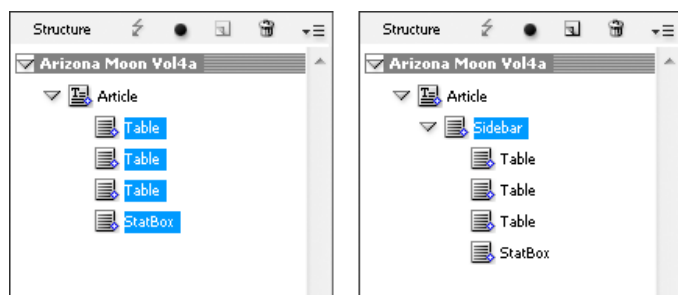 Structure
Arizona Moon Vol4a
Article
Table
Table
Table
StatBox
Structure
Arizona Moon Vol4a
Article
Sidebar
Table
Table
Table
StatBox